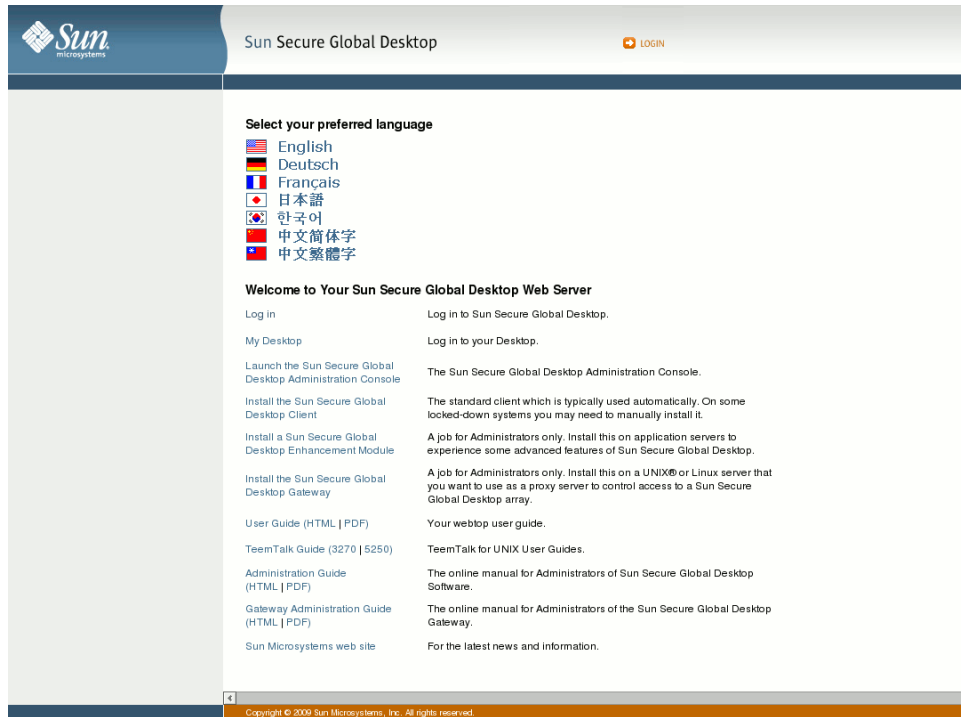 Sun
microsystems
Sun Secure Global Desktop
LOGIN
Select your preferred language
English
Deutsch
Français
日本語
한국어
中文简体字
中文繁體字
Welcome to Your Sun Secure Global Desktop Web Server
Log in
Log in to Sun Secure Global Desktop.
My Desktop
Log in to your Desktop.
Launch the Sun Secure Global
Desktop Administration Console
The Sun Secure Global Desktop Administration Console.
Install the Sun Secure Global
Desktop Client
The standard client which is typically used automatically. On some
locked-down systems you may need to manually install it.
Install a Sun Secure Global
Desktop Enhancement Module
A job for Administrators only. Install this on application servers to
experience some advanced features of Sun Secure Global Desktop.
Install the Sun Secure Global
Desktop Gateway
A job for Administrators only. Install this on a UNIX® or Linux server that
you want to use as a proxy server to control access to a Sun Secure
Global Desktop array.
User Guide (HTML | PDF)
Your webtop user guide.
TeemTalk Guide (3270 | 5250)
TeemTalk for UNIX User Guides.
Administration Guide
(HTML | PDF)
The online manual for Administrators of Sun Secure Global Desktop
Software.
Gateway Administration Guide
(HTML | PDF)
The online manual for Administrators of the Sun Secure Global Desktop
Gateway.
Sun Microsystems web site
For the latest news and information.
Copyright © 2009 Sun Microsystems, Inc. All rights reserved.